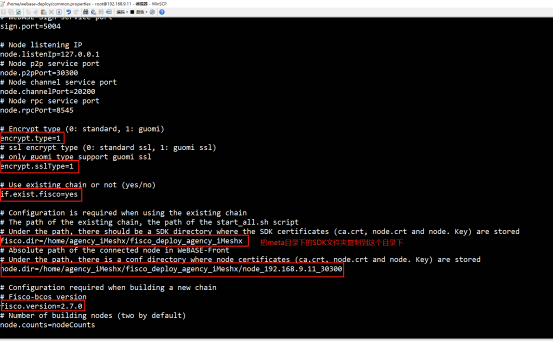 /home/webase-deploy/common.properties - root@192.168.9.11 - 编辑器 - WinSCP
# WeBASE-Sign service port
sign.port=5004
# Node listening IP
node.listenIp=127.0.0.1
# Node p2p service port
node.p2pPort=30300
# Node channel service port
node.channelPort=20200
# Node rpc service port
node.rpcPort=8545
# Encrypt type (0: standard, 1: guomi)
encrypt.type=1
# ssl encrypt type (0: standard ssl, 1: guomi ssl)
# only guomi type support guomi ssl
encrypt.sslType=1
# Use existing chain or not (yes/no)
if.exist.fisco=yes
# Configuration is required when using the existing chain
# The path of the existing chain, the path of the start_all.sh script
# Under the path, there should be a SDK directory where the SDK certificates (ca.crt, node.crt and node. Key) are stored
fisco.dir=/home/agency_iMeshx/fisco_deploy_agency_iMeshx 把meta目录下的SDK文件夹复制到这个目录下
# Absolute path of the connected node in WeBASE-Front
# Under the path, there is a conf directory where node certificates (ca.crt, node.crt and node. Key) are stored
node.dir=/home/agency_iMeshx/fisco_deploy_agency_iMeshx/node_192.168.9.11_30300
# Configuration required when building a new chain
# Fisco-bcos version
fisco.version=2.7.0
# Number of building nodes (two by default)
node.counts=nodeCounts